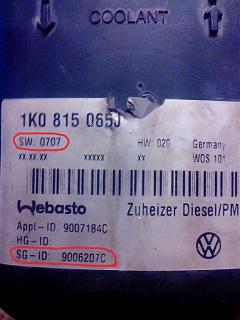 COOLANT
1K0 815 065J
SW: 0707 HW: 020 Germany
XX XX XX XXXXX XX WOS 101
Webasto Zuheizer Diesel/PM
Appl-ID: 9007184C
HG-ID:
SG-ID: 9006207C